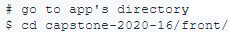 # go to app's directory
$ cd capstone-2020-16/front/